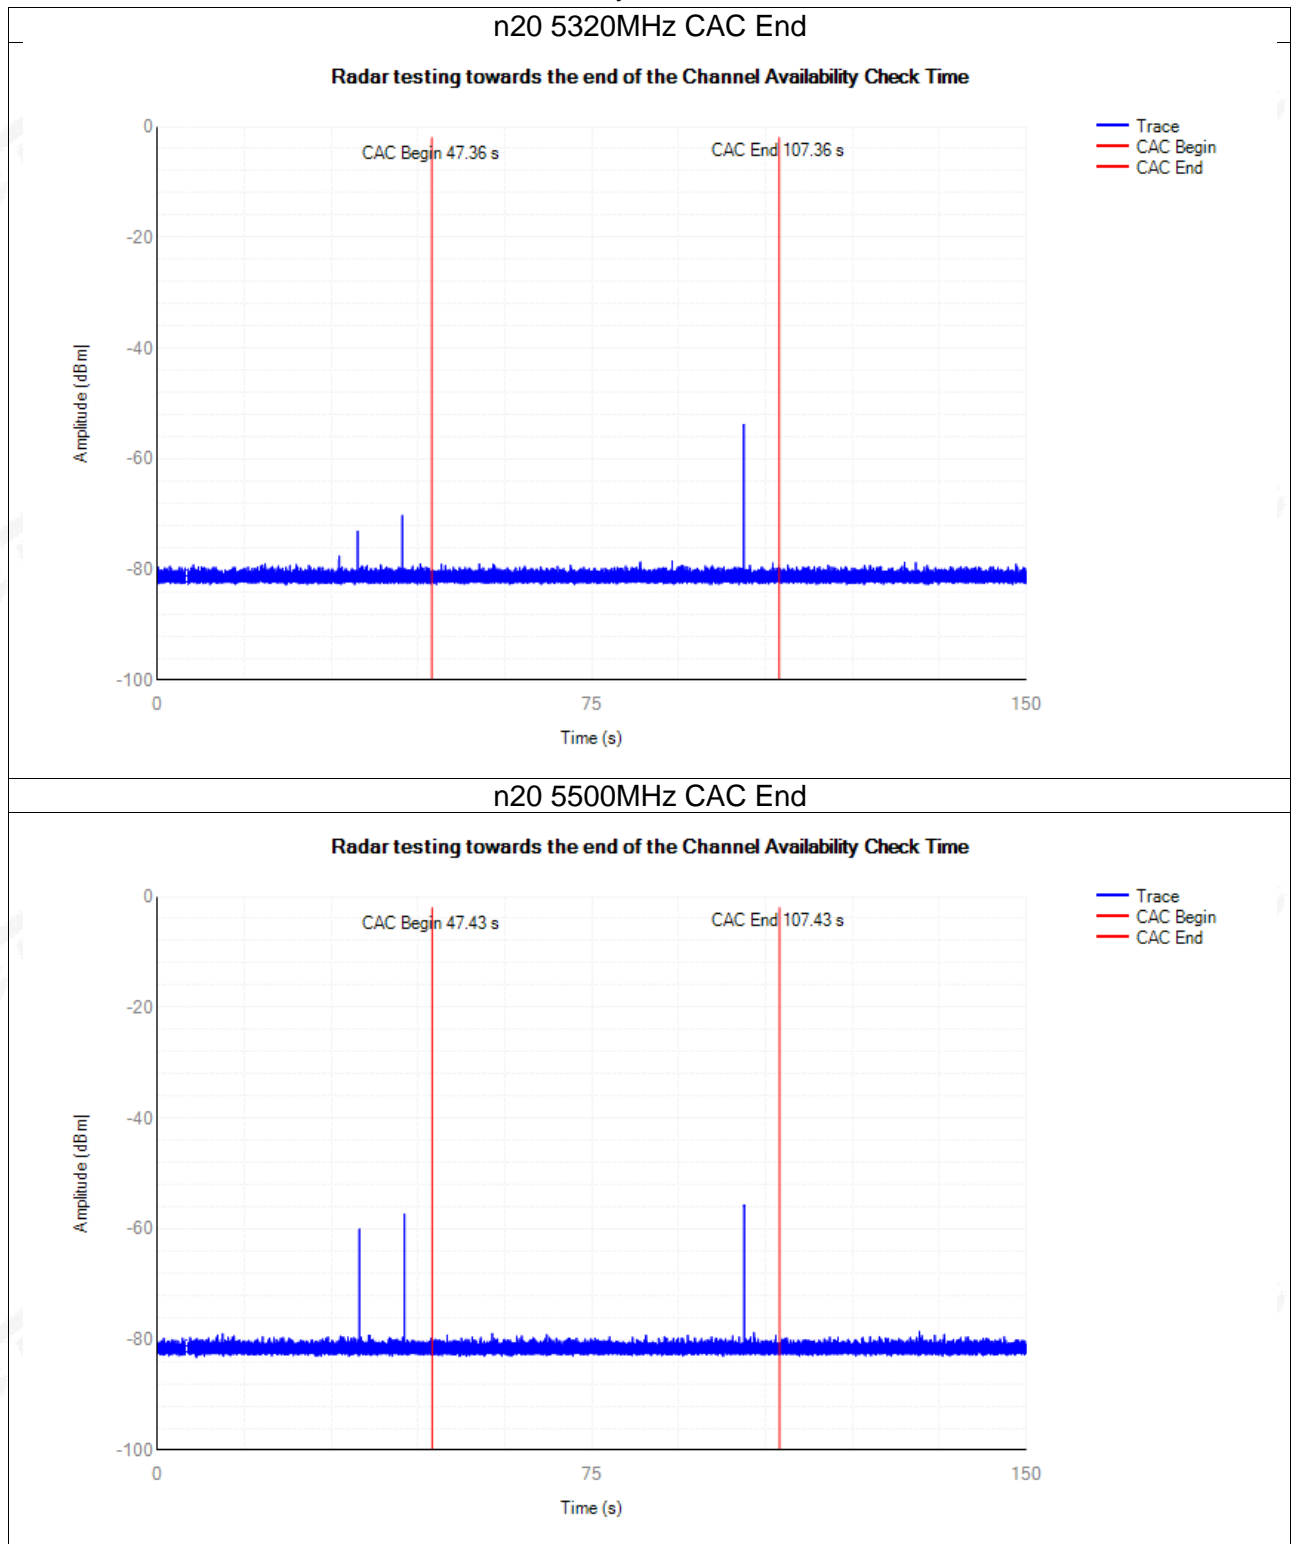 n20 5320MHz CAC End
Radar testing towards the end of the Channel Availability Check Time
Trace
CAC Begin
CAC End
CAC Begin 47.36 s
CAC End 107.36 s
0
-20
-40
-60
-80
-100
Amplitude [dBm]
0
75
150
Time (s)
n20 5500MHz CAC End
Radar testing towards the end of the Channel Availability Check Time
Trace
CAC Begin
CAC End
CAC Begin 47.43 s
CAC End 107.43 s
0
-20
-40
-60
-80
-100
Amplitude [dBm]
0
75
150
Time (s)